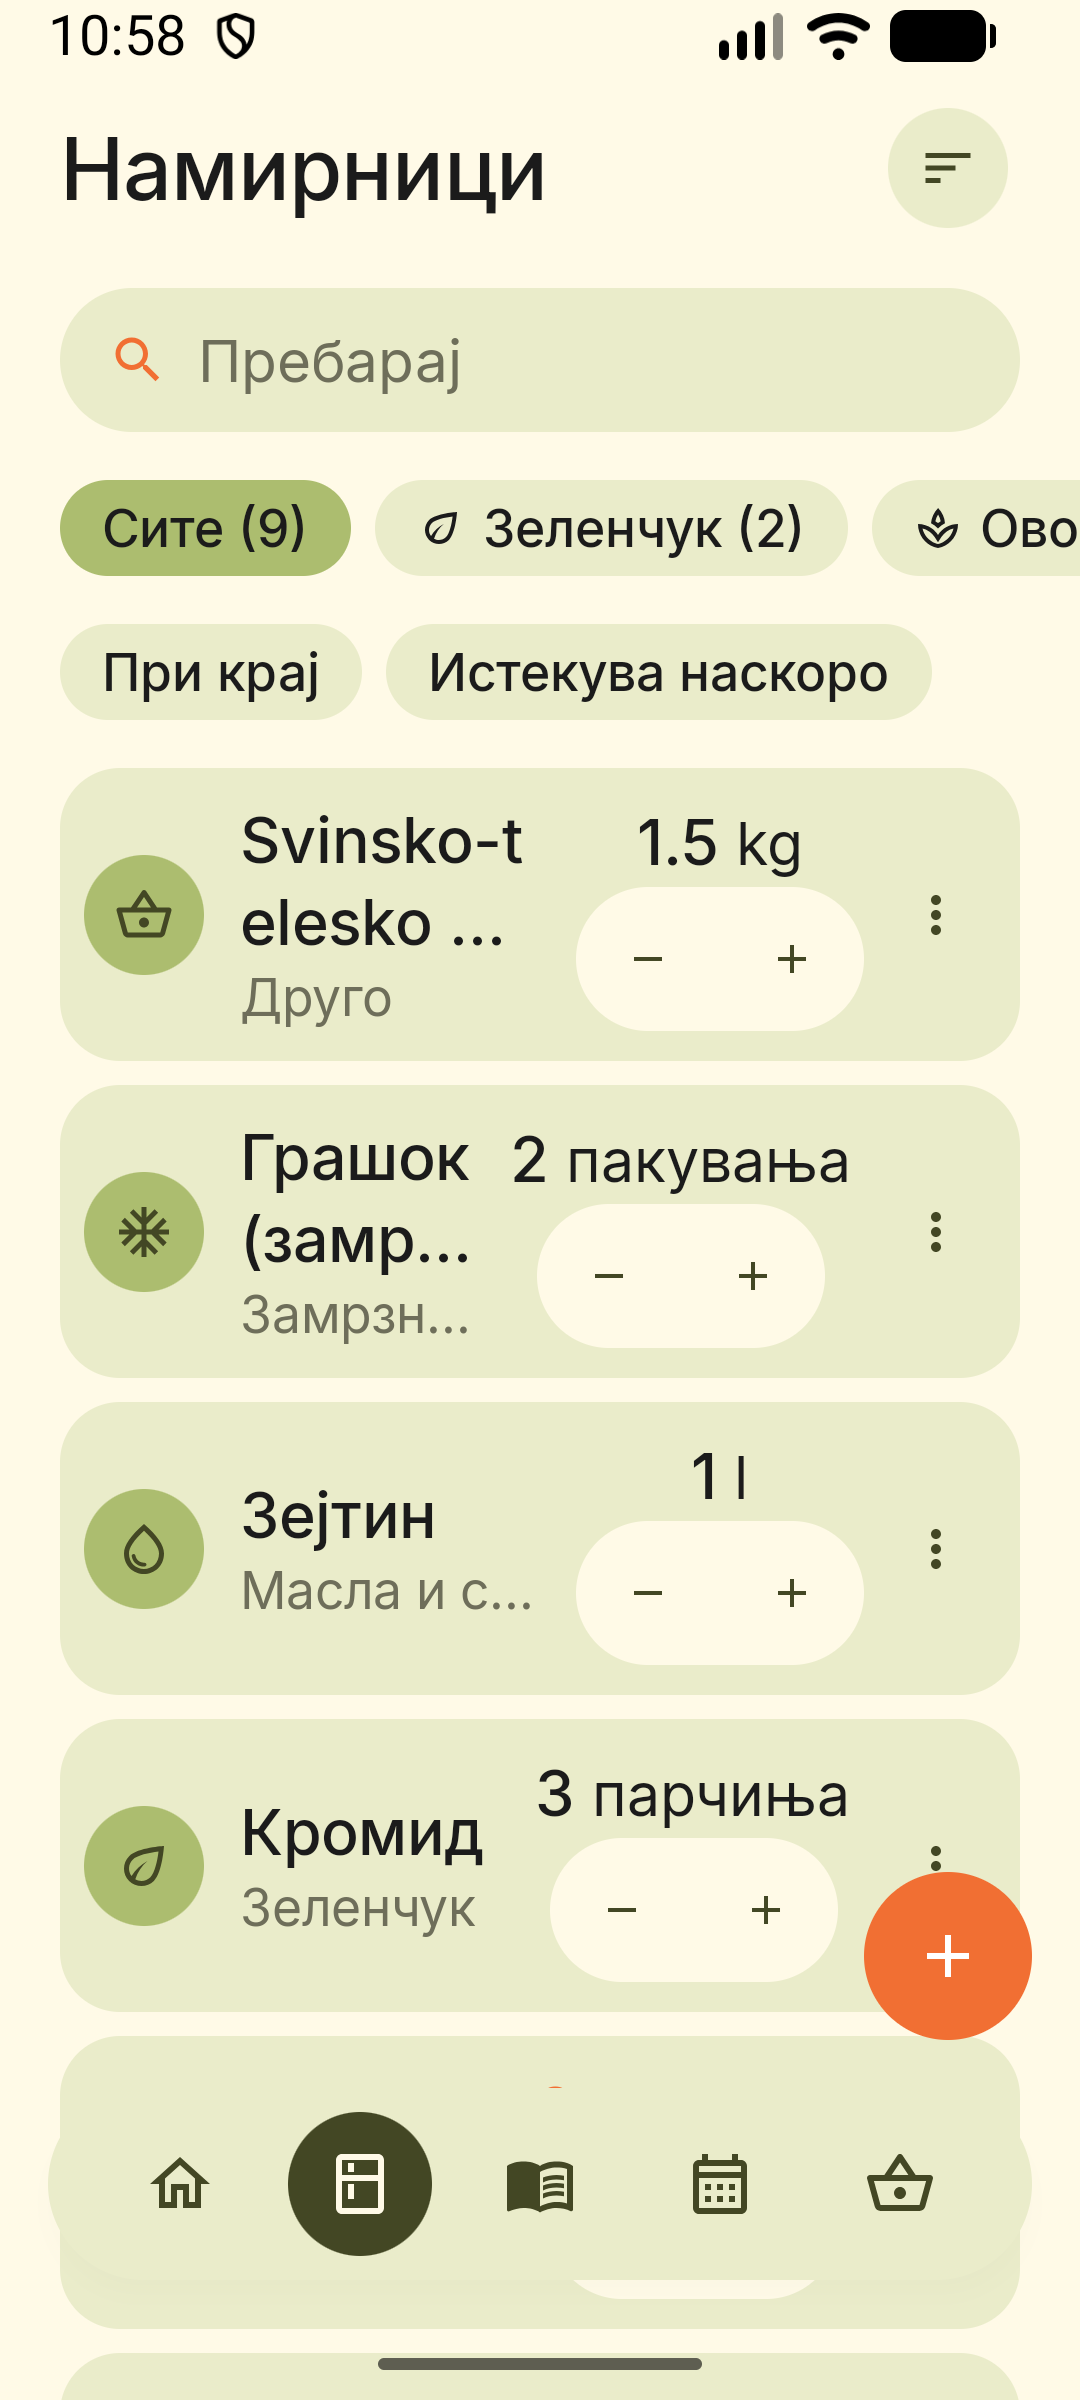 10:58
Намирници
Пребарај
Сите (9)
Зеленчук (2)
Ово
При крај
Истекува наскоро
Svinsko-t
elesko ...
Друго
1.5 kg
Грашок
(замр...
Замрзн...
2 пакувања
Зејтин
Масла и с...
1 l
Кромид
Зеленчук
3 парчиња